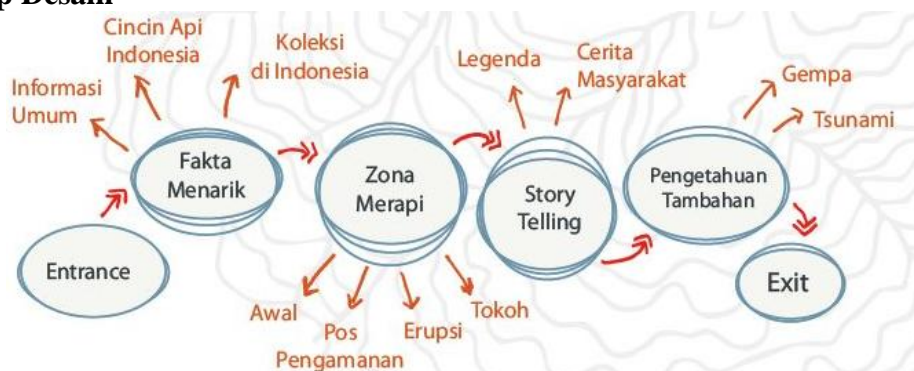 p Desain
Cincin Api
Indonesia
Koleksi
di Indonesia
Informasi
Umum
Legenda
Cerita
Masyarakat
Gempa
Tsunami
Fakta
Menarik
Zona
Merapi
Story
Telling
Pengetahuan
Tambahan
Entrance
Exit
Awal
Pos
Pengamanan
Erupsi
Tokoh